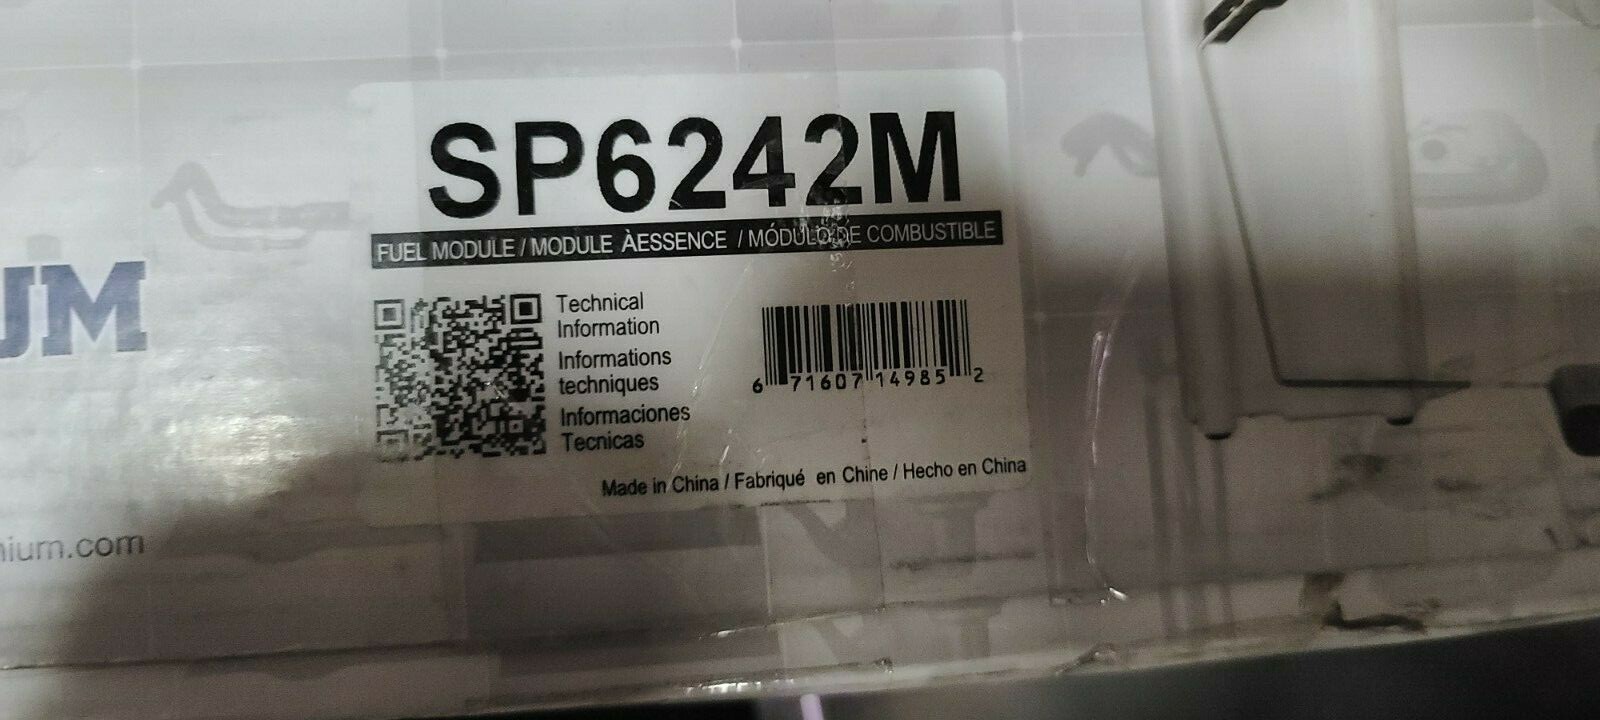 SP6242M
FUEL MODULE / MODULE ÀESSENCE / MÓDULO DE COMBUSTIBLE
Technical
Information
Informations
techniques
Informaciones
Tecnicas
6 71607 14985 2
Made in China / Fabriqué en Chine / Hecho en China
UM
nium.com